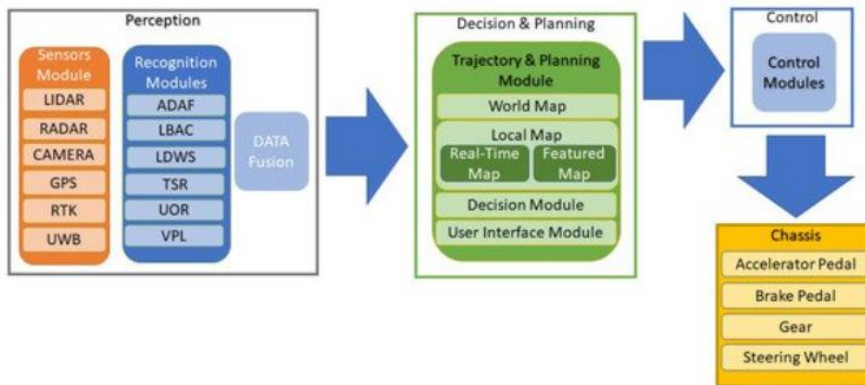 Perception
Sensors
Module
LIDAR
RADAR
CAMERA
GPS
RTK
UWB
Recognition
Modules
ADAF
LBAC
LDWS
TSR
UOR
VPL
DATA
Fusion
Decision & Planning
Trajectory & Planning
Module
World Map
Local Map
Real-Time
Map
Featured
Map
Decision Module
User Interface Module
Control
Control
Modules
Chassis
Accelerator Pedal
Brake Pedal
Gear
Steering Wheel